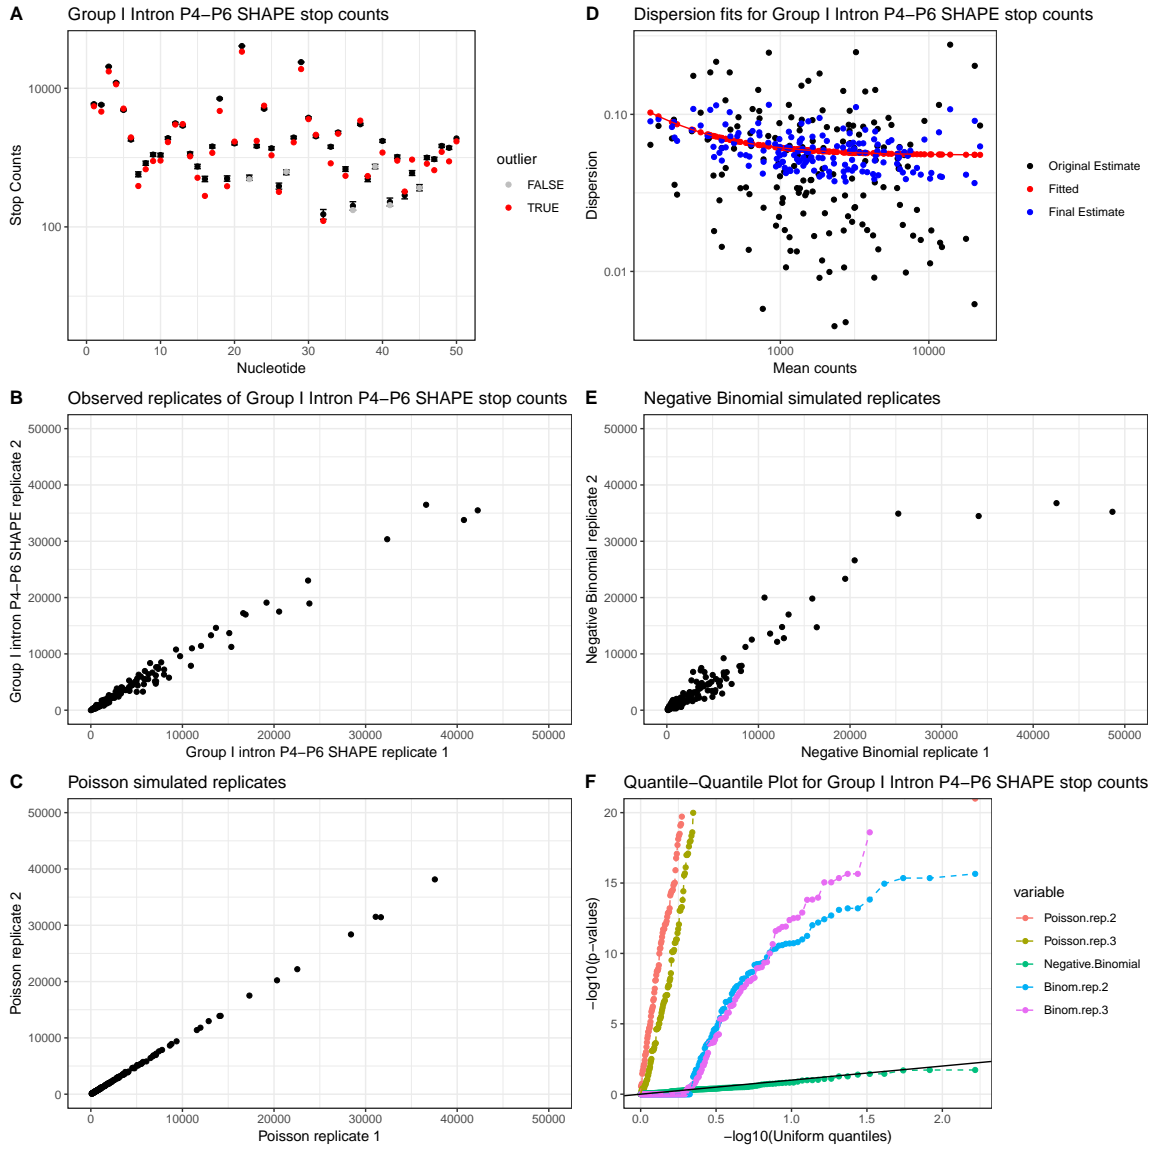 A
Group I Intron P4−P6 SHAPE stop counts
Stop Counts
10000
100
0
10
20
30
40
50
Nucleotide
outlier
FALSE
TRUE
D
Dispersion fits for Group I Intron P4−P6 SHAPE stop counts
Dispersion
0.10
0.01
1000
10000
Mean counts
Original Estimate
Fitted
Final Estimate
B
Observed replicates of Group I Intron P4−P6 SHAPE stop counts
Group I intron P4−P6 SHAPE replicate 2
50000
40000
30000
20000
10000
0
0
10000
20000
30000
40000
50000
Group I intron P4−P6 SHAPE replicate 1
E
Negative Binomial simulated replicates
Negative Binomial replicate 2
50000
40000
30000
20000
10000
0
0
10000
20000
30000
40000
50000
Negative Binomial replicate 1
C
Poisson simulated replicates
Poisson replicate 2
50000
40000
30000
20000
10000
0
0
10000
20000
30000
40000
50000
Poisson replicate 1
F
Quantile−Quantile Plot for Group I Intron P4−P6 SHAPE stop counts
−log10(p−values)
20
15
10
5
0
0.0
0.5
1.0
1.5
2.0
−log10(Uniform quantiles)
variable
Poisson.rep.2
Poisson.rep.3
Negative.Binomial
Binom.rep.2
Binom.rep.3